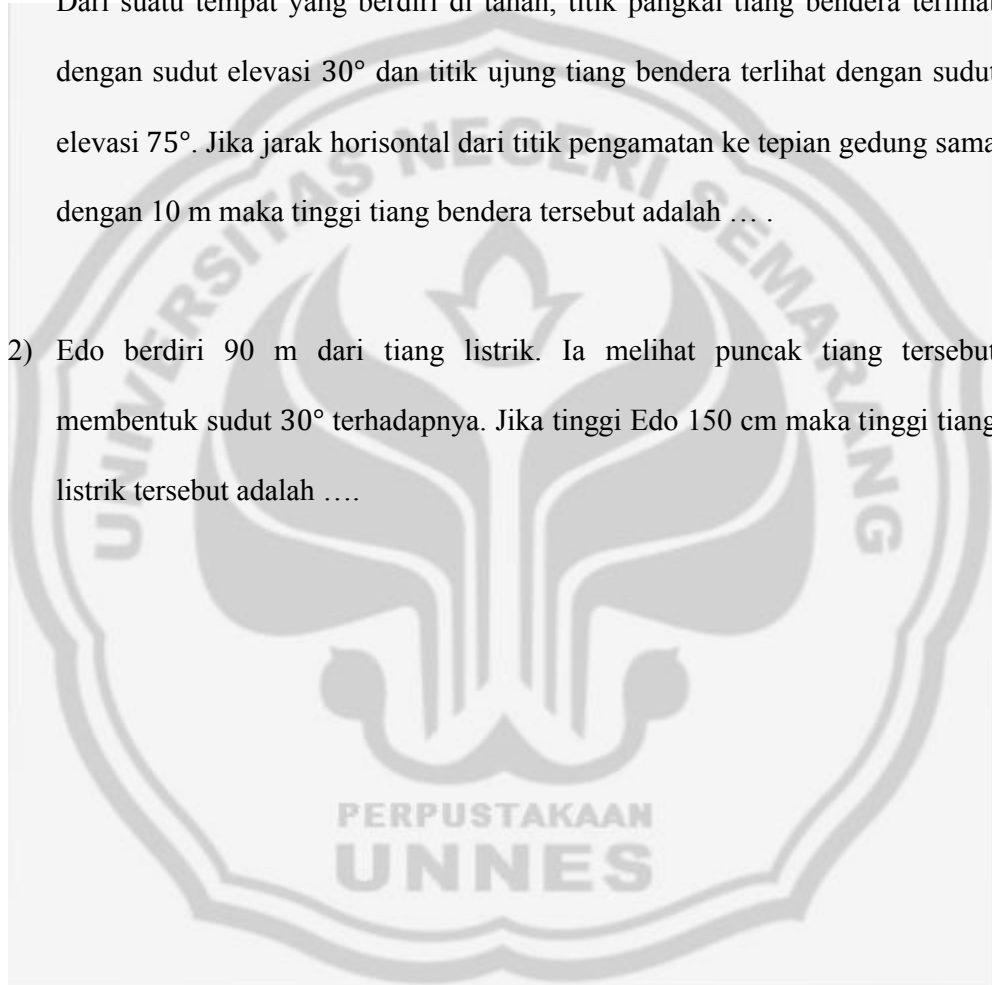 Dari suatu tempat yang berdiri di tanah, titik pangkal tiang bendera terlihat
dengan sudut elevasi 30° dan titik ujung tiang bendera terlihat dengan sudut
elevasi 75°. Jika jarak horisontal dari titik pengamatan ke tepian gedung sama
dengan 10 m maka tinggi tiang bendera tersebut adalah … .
2) Edo berdiri 90 m dari tiang listrik. Ia melihat puncak tiang tersebut
membentuk sudut 30° terhadapnya. Jika tinggi Edo 150 cm maka tinggi tiang
listrik tersebut adalah ….
UNIVERSITAS NEGERI SEMARANG
PERPUSTAKAAN
UNNES